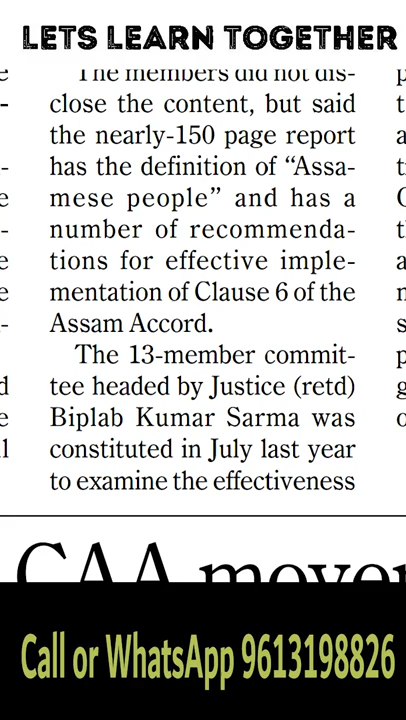 LETS LEARN TOGETHER
The members did not dis-
close the content, but said
the nearly-150 page report
has the definition of “Assa-
mese people” and has a
number of recommenda-
tions for effective imple-
mentation of Clause 6 of the
Assam Accord.
The 13-member commit-
tee headed by Justice (retd)
Biplab Kumar Sarma was
constituted in July last year
to examine the effectiveness
CAA
Call or WhatsApp 9613198826